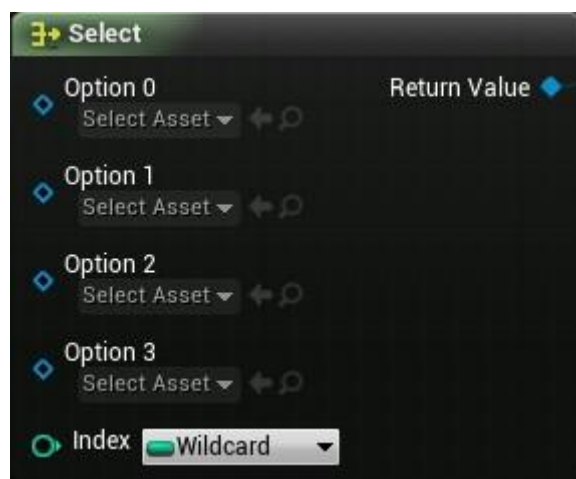 Select
Option 0 Return Value
Select Asset
Option 1
Select Asset
Option 2
Select Asset
Option 3
Select Asset
Index Wildcard